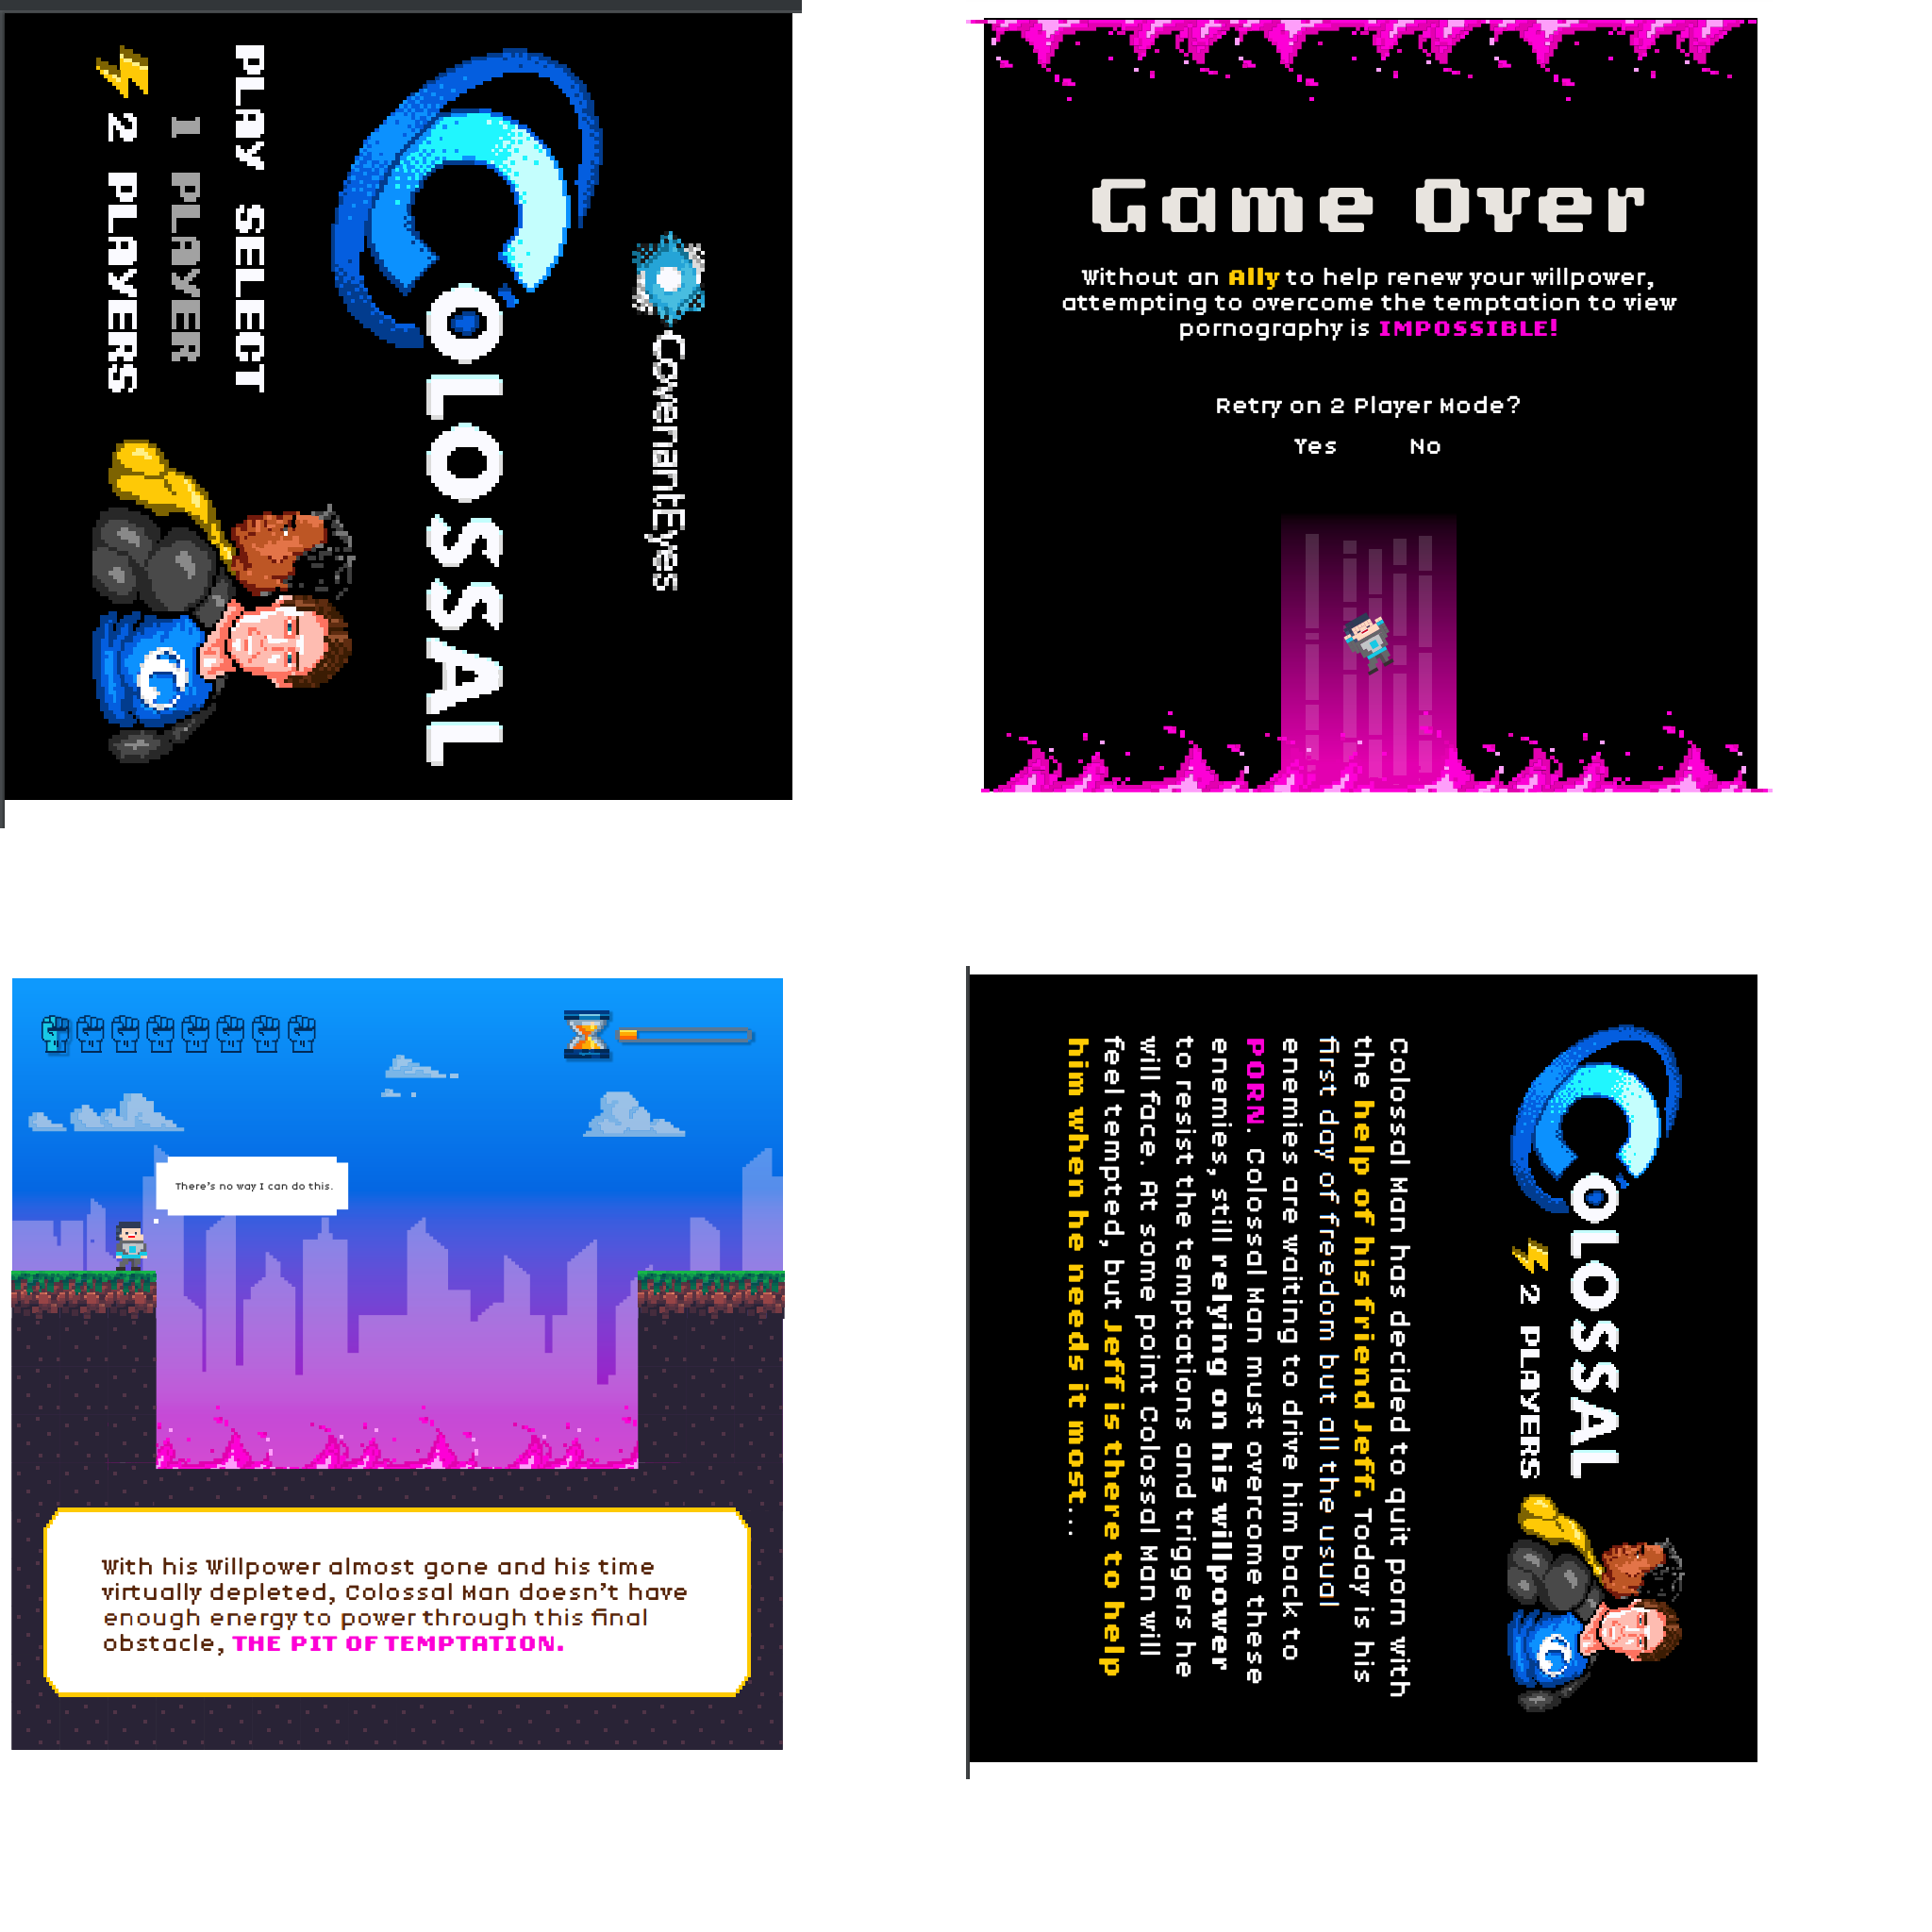 CovenantEyes
COLOSSAL
PLAY SELECT
1 PLAYER
2 PLAYERS
Game Over
Without an Ally to help renew your willpower,
attempting to overcome the temptation to view
pornography is IMPOSSIBLE!
Retry on 2 Player Mode?
Yes No
There's no way I can do this.
With his Willpower almost gone and his time
virtually depleted, Colossal Man doesn't have
enough energy to power through this final
obstacle, THE PIT OF TEMPTATION.
COLOSSAL
2 PLAYERS
Colossal Man has decided to quit porn with
the help of his friend Jeff. Today is his
first day of freedom but all the usual
enemies are waiting to drive him back to
PORN. Colossal Man must overcome these
enemies, still relying on his willpower
to resist the temptations and triggers he
will face. At some point Colossal Man will
feel tempted, but Jeff is there to help
him when he needs it most...